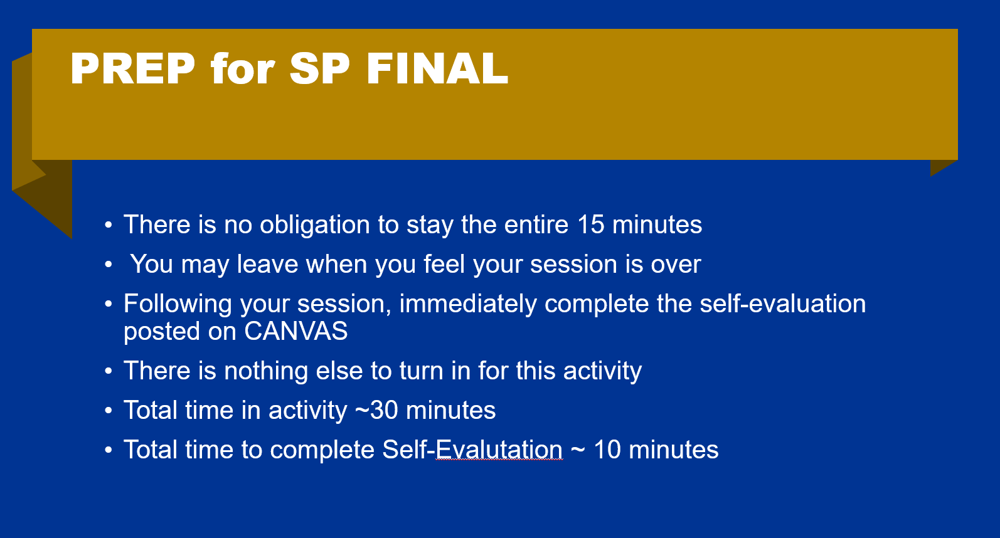 PREP for SP FINAL
• There is no obligation to stay the entire 15 minutes
• You may leave when you feel your session is over
• Following your session, immediately complete the self-evaluation
posted on CANVAS
• There is nothing else to turn in for this activity
• Total time in activity ~30 minutes
• Total time to complete Self-Evalutation ~ 10 minutes